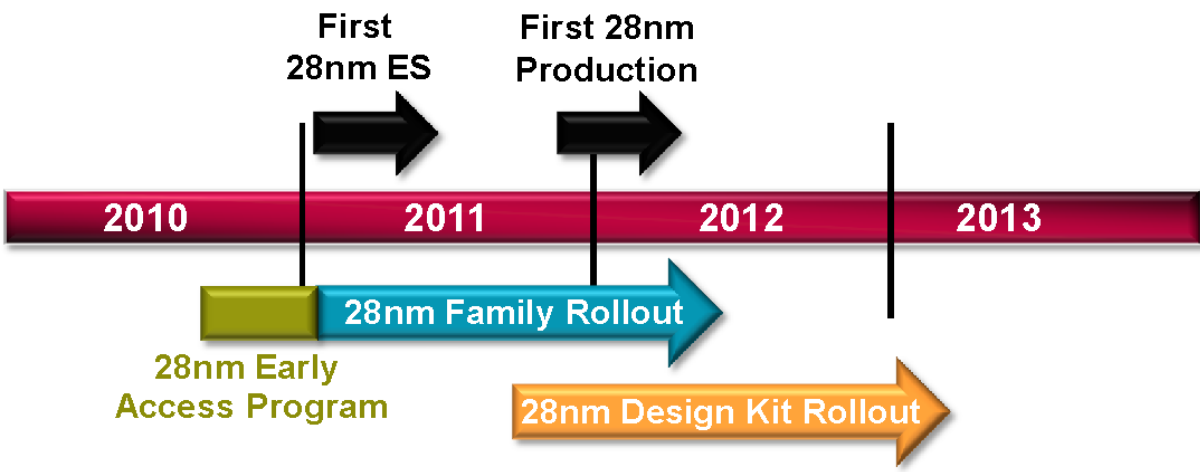 First
28nm ES
First 28nm
Production
2010
2011
2012
2013
28nm Family Rollout
28nm Early
Access Program
28nm Design Kit Rollout